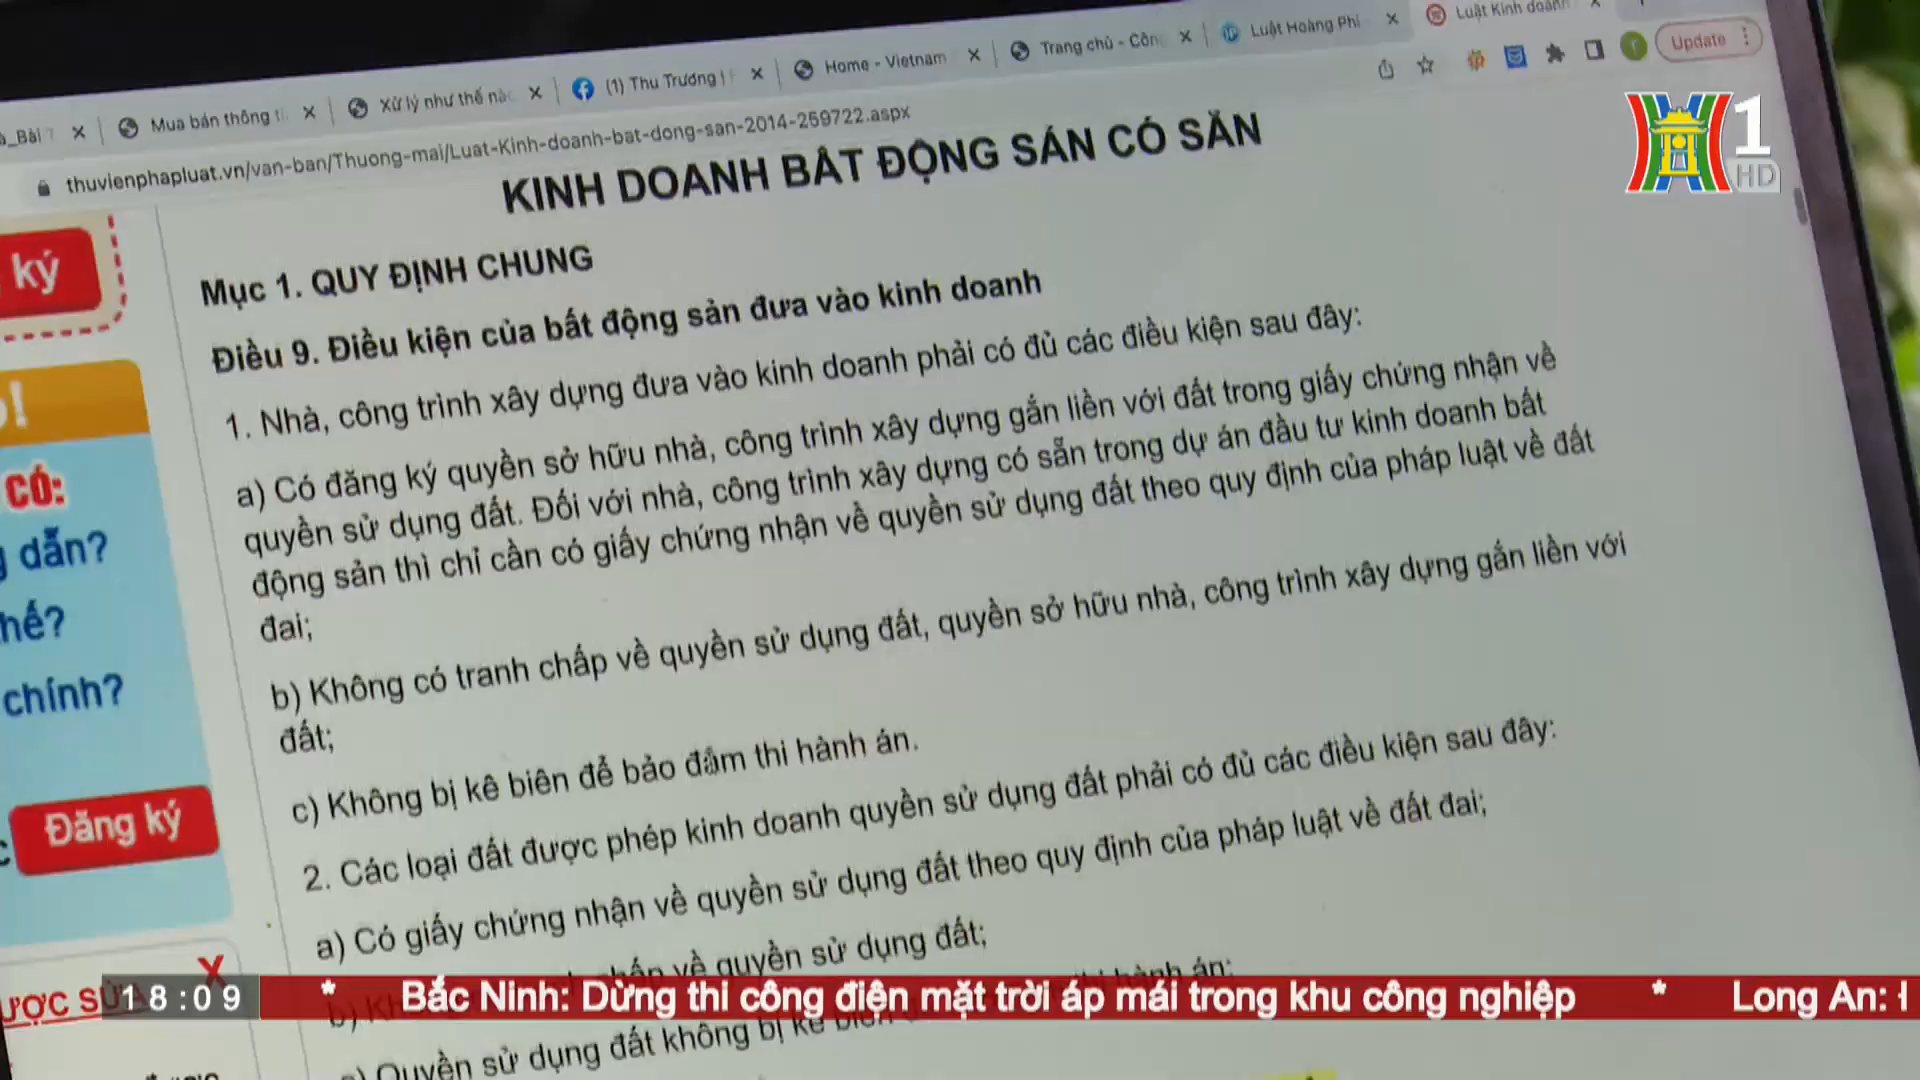 Mua bán thông
Xử lý như thế nào
(1) Thu Trương |
Home - Vietnam
Trang chủ - Côn
Luật Hoàng Phi
Luật Kinh doanh
Update
thuvienphapluat.vn/van-ban/Thuong-mai/Luat-Kinh-doanh-bat-dong-san-2014-259722.aspx
1
HD
KINH DOANH BẤT ĐỘNG SẢN CÓ SẴN
Mục 1. QUY ĐỊNH CHUNG
Điều 9. Điều kiện của bất động sản đưa vào kinh doanh
1. Nhà, công trình xây dựng đưa vào kinh doanh phải có đủ các điều kiện sau đây:
a) Có đăng ký quyền sở hữu nhà, công trình xây dựng gắn liền với đất trong giấy chứng nhận về
quyền sử dụng đất. Đối với nhà, công trình xây dựng có sẵn trong dự án đầu tư kinh doanh bất
động sản thì chỉ cần có giấy chứng nhận về quyền sử dụng đất theo quy định của pháp luật về đất
đai;
b) Không có tranh chấp về quyền sử dụng đất, quyền sở hữu nhà, công trình xây dựng gắn liền với
đất;
c) Không bị kê biên để bảo đảm thi hành án.
2. Các loại đất được phép kinh doanh quyền sử dụng đất phải có đủ các điều kiện sau đây:
a) Có giấy chứng nhận về quyền sử dụng đất theo quy định của pháp luật về đất đai;
về quyền sử dụng đất;
Quyền sử dụng đất không bị kê biên
ký
CÓ:
dẫn?
chính?
Đăng ký
X
18:09
* Bắc Ninh: Dừng thi công điện mặt trời áp mái trong khu công nghiệp * Long An: